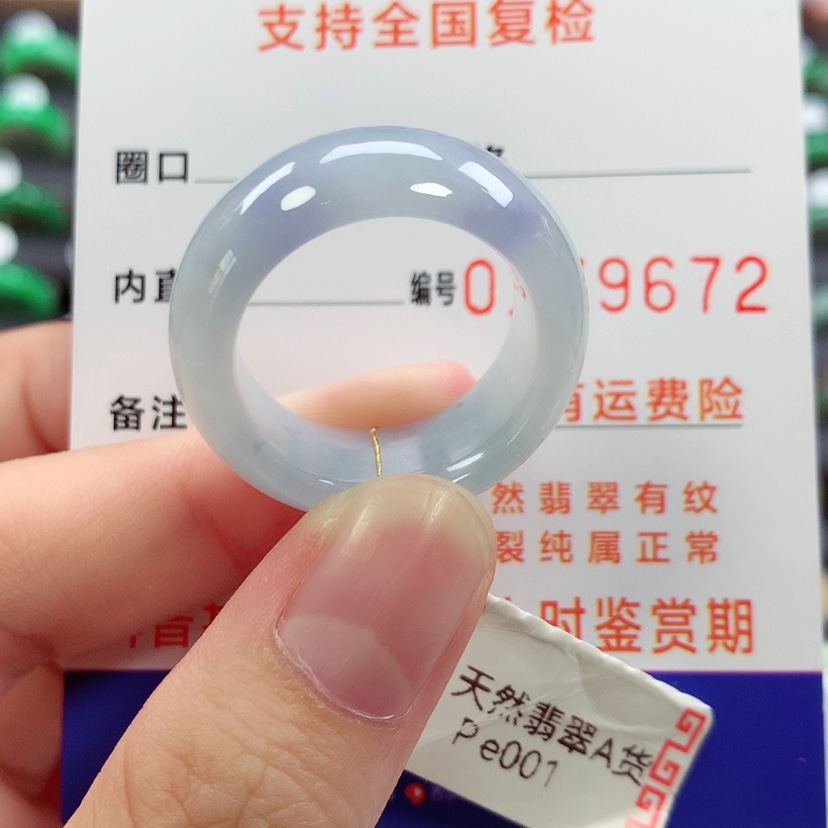 支持全国复检
圈口
内直
编号 0 9672
备注
有运费险
然翡翠有纹
裂纯属正常
时鉴赏期
天然翡翠A货
Pe001